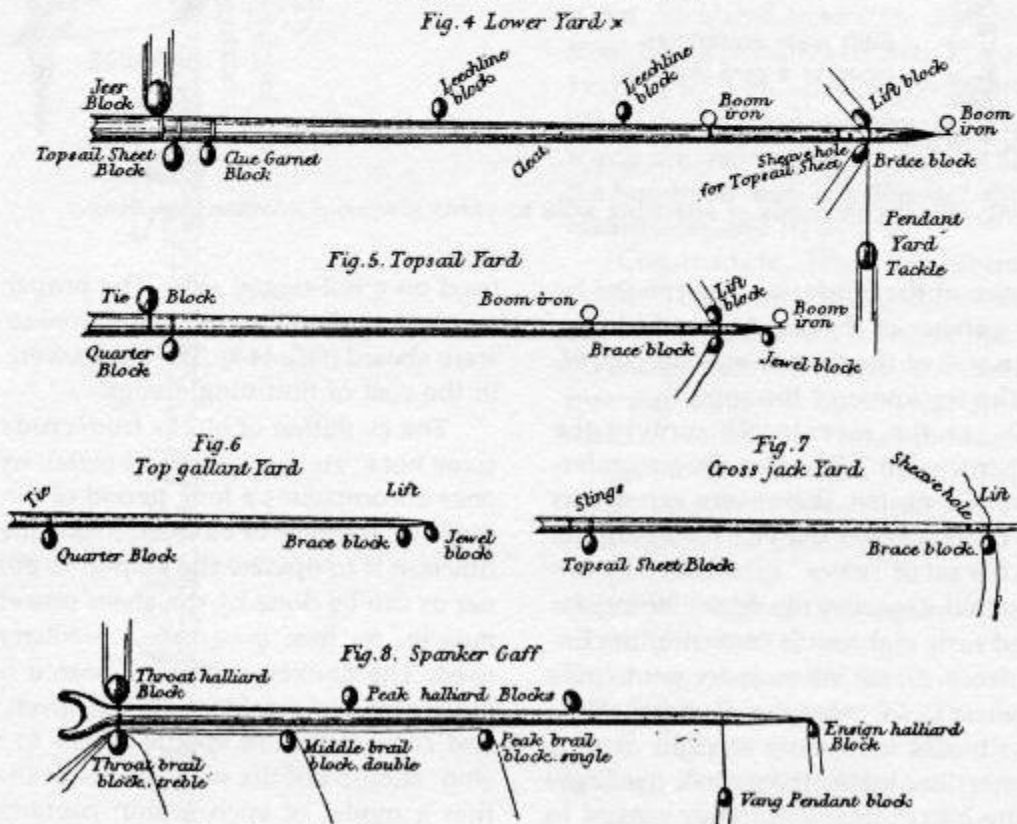 Fig. 4 Lower Yard x
Jeer
Block
Leechline
block
Leechline
block
Boom
iron
Lift block
Boom
iron
Topsail Sheet
Block
Clue Garnet
Block
Cleat
Sheave hole
for Topsail Sheet
Brace block
Pendant
Yard
Tackle
Fig. 5. Topsail Yard
Tie Block
Boom iron
Lift
block
Boom
iron
Quarter
Block
Brace block
Jewel block
Fig. 6
Top gallant Yard
Tie
Lift
Quarter Block
Brace block.
Jewel
block
Fig. 7
Cross jack Yard
Slings
Sheave hole
Lift
Topsail Sheet Block
Brace block.
Fig. 8. Spanker Gaff
Throat halliard
Block
Peak halliard Blocks
Throat brail
block.. treble
Middle brail
block.. double
Peak brail
block.. single
Ensign halliard
Block
Vang Pendant block